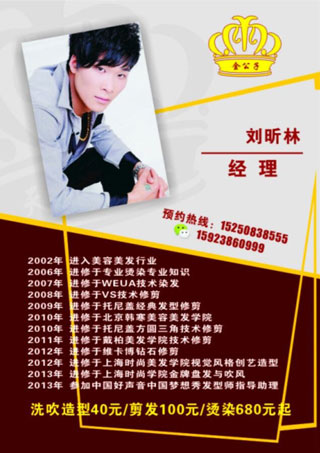 金公子
刘昕林
经理
预约热线：15250838555
15923860999
2002年 进入美容美发行业
2006年 进修于专业烫染专业知识
2007年 进修于WEUA技术染发
2008年 进修于VS技术修剪
2009年 进修于托尼盖经典发型修剪
2010年 进修于北京韩寒美容美发学院
2010年 进修于托尼盖方圆三角技术修剪
2011年 进修于戴柏美发学院技术修剪
2012年 进修于维卡博钻石修剪
2012年 进修于上海时尚美发学院视觉风格创艺造型
2013年 进修于上海时尚学院金牌盘发与吹风
2013年 参加中国好声音中国梦想秀发型师指导助理
洗吹造型40元/剪发100元/烫染680元起